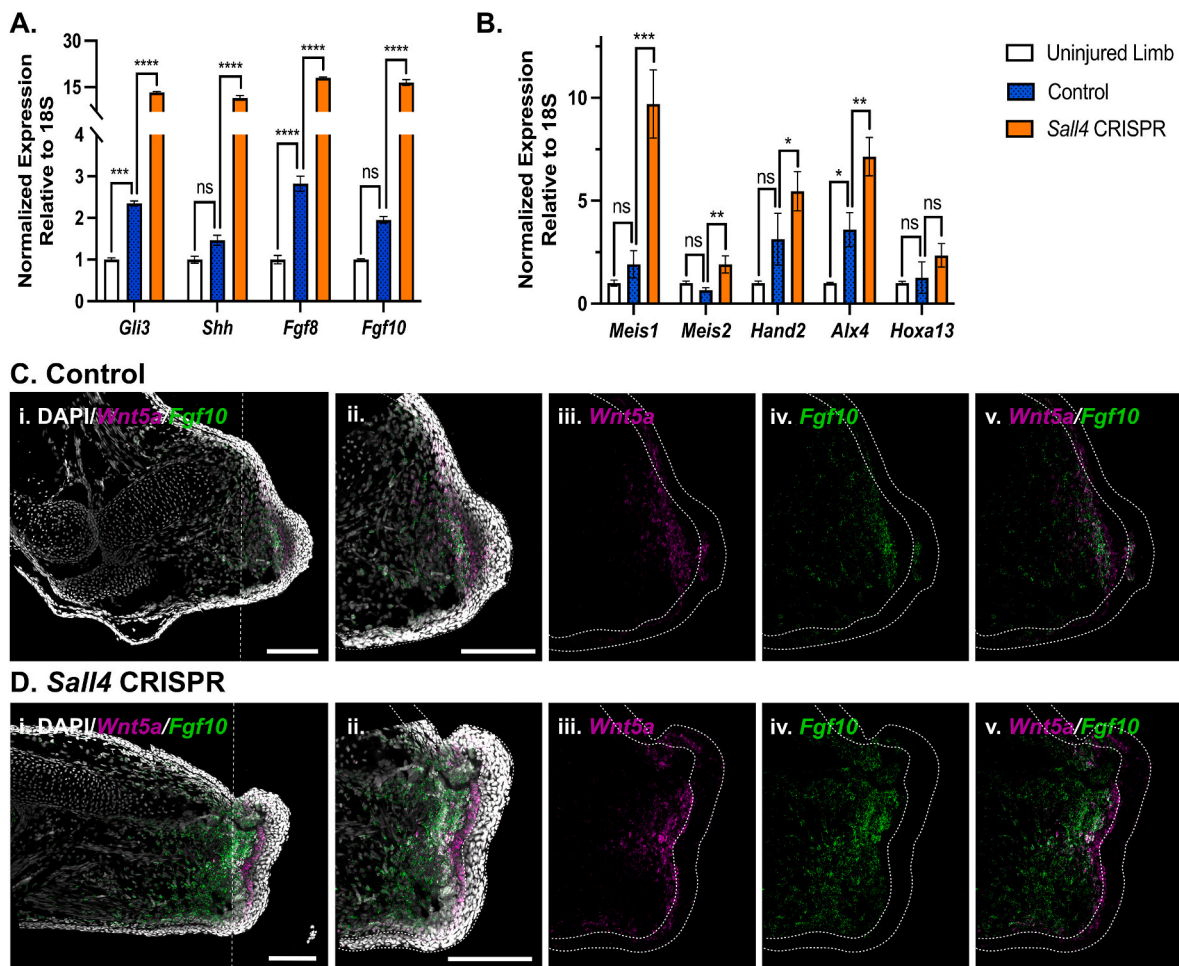 A.
Normalized Expression
Relative to 18S
30
15
4
3
2
1
0
***
****
ns
****
****
****
ns
****
Gli3 Shh Fgf8 Fgf10
B.
Normalized Expression
Relative to 18S
10
5
0
ns
***
ns
**
ns
*
*
**
ns
ns
Meis1 Meis2 Hand2 Alx4 Hoxa13
Uninjured Limb
Control
Sall4 CRISPR
C. Control
i. DAPI/Wnt5a/Fgf10
ii.
iii. Wnt5a
iv. Fgf10
v. Wnt5a/Fgf10
D. Sall4 CRISPR
i. DAPI/Wnt5a/Fgf10
ii.
iii. Wnt5a
iv. Fgf10
v. Wnt5a/Fgf10